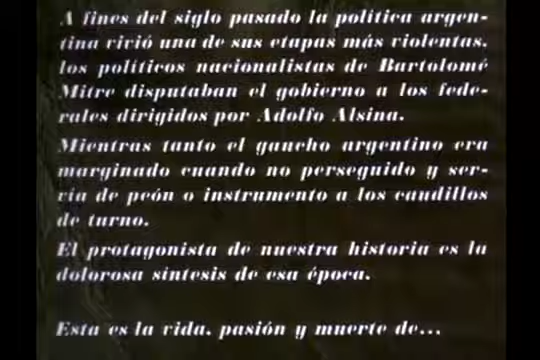 A fines del siglo pasado la política argen-
tina vivió una de sus etapas más violentas.
los políticos nacionalistas de Bartolomé
Mitre disputaban el gobierno a los fede-
rales dirigidos por Adolfo Alsina.
Mientras tanto el gaucho argentino era
marginado cuando no perseguido y ser-
vía de peón o instrumento a los caudillos
de turno.
El protagonista de nuestra historia es la
dolorosa síntesis de esa época.
Esta es la vida, pasión y muerte de...